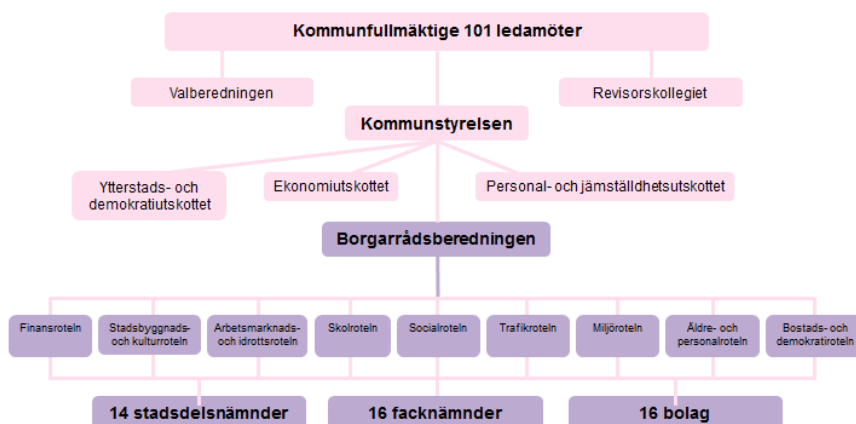 Kommunfullmäktige 101 ledamöter
Valberedningen
Revisorskollegiet
Kommunstyrelsen
Ytterstads- och
demokratiutskottet
Ekonomiutskottet
Personal- och jämställdhetsutskottet
Borgarrådsberedningen
Finansroteln
Stadsbyggnads-
och kulturroteln
Arbetsmarknads-
och idrottsroteln
Skolroteln
Socialroteln
Trafikroteln
Miljöroteln
Äldre- och
personalroteln
Bostads- och
demokratiroteln
14 stadsdelsnämnder
16 facknämnder
16 bolag